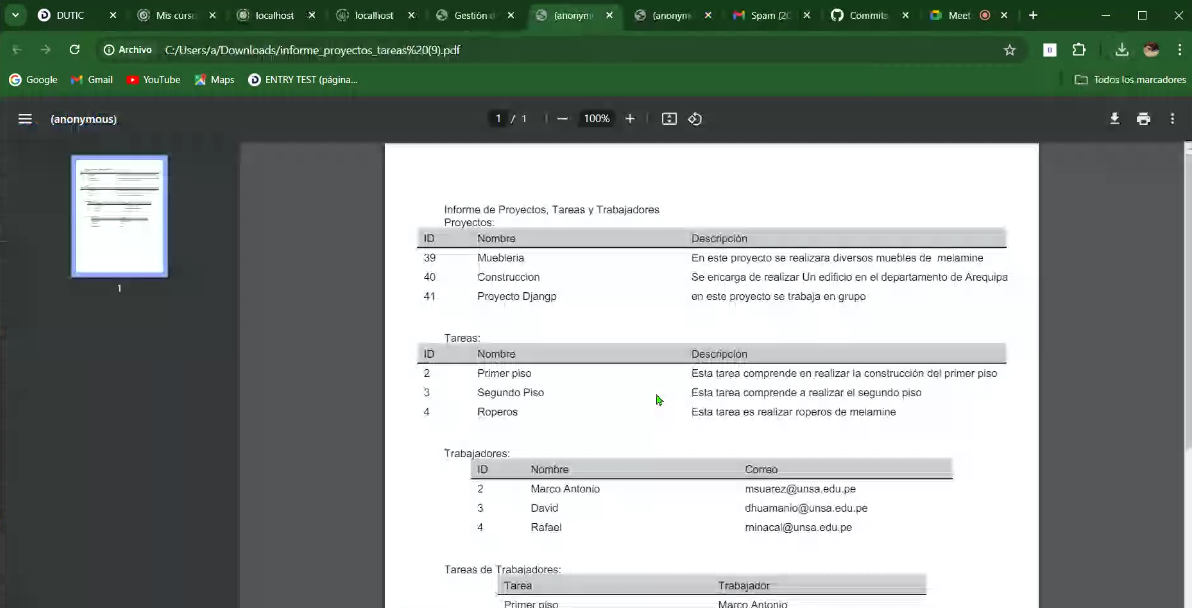 DUTIC
Mis curso
localhost
localhost
Gestión d
(anonym
(anonym
Spam (20
Commits
Meet
Archivo C:/Users/a/Downloads/informe_proyectos_tareas%20(9).pdf
Google Gmail YouTube Maps ENTRY TEST (página... Todos los marcadores
(anonymous) 1 / 1 100%
1
Informe de Proyectos, Tareas y Trabajadores
Proyectos:
ID Nombre Descripción
39 Muebleria En este proyecto se realizara diversos muebles de melamine
40 Construccion Se encarga de realizar Un edificio en el departamento de Arequipa
41 Proyecto Djangp en este proyecto se trabaja en grupo
Tareas:
ID Nombre Descripción
2 Primer piso Esta tarea comprende en realizar la construcción del primer piso
3 Segundo Piso Esta tarea comprende a realizar el segundo piso
4 Roperos Esta tarea es realizar roperos de melamine
Trabajadores:
ID Nombre Correo
2 Marco Antonio msuarez@unsa.edu.pe
3 David dhuamanio@unsa.edu.pe
4 Rafael rninacal@unsa.edu.pe
Tareas de Trabajadores:
Tarea Trabajador
Primer piso Marco Antonio